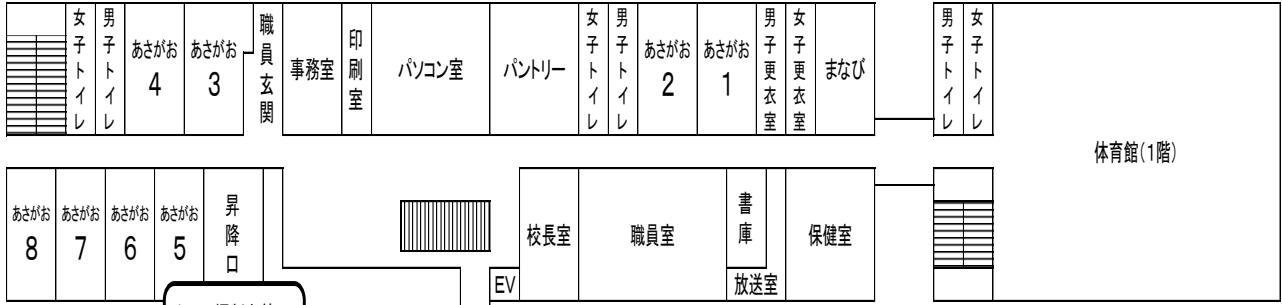 女子トイレ
男子トイレ
あさがお
4
あさがお
3
職員玄関
事務室
印刷室
パソコン室
パントリー
女子トイレ
男子トイレ
あさがお
2
あさがお
1
男子更衣室
女子更衣室
まなび
男子トイレ
女子トイレ
体育館(1階)
あさがお
8
あさがお
7
あさがお
6
あさがお
5
昇降口
校長室
職員室
書庫
保健室
EV
放送室